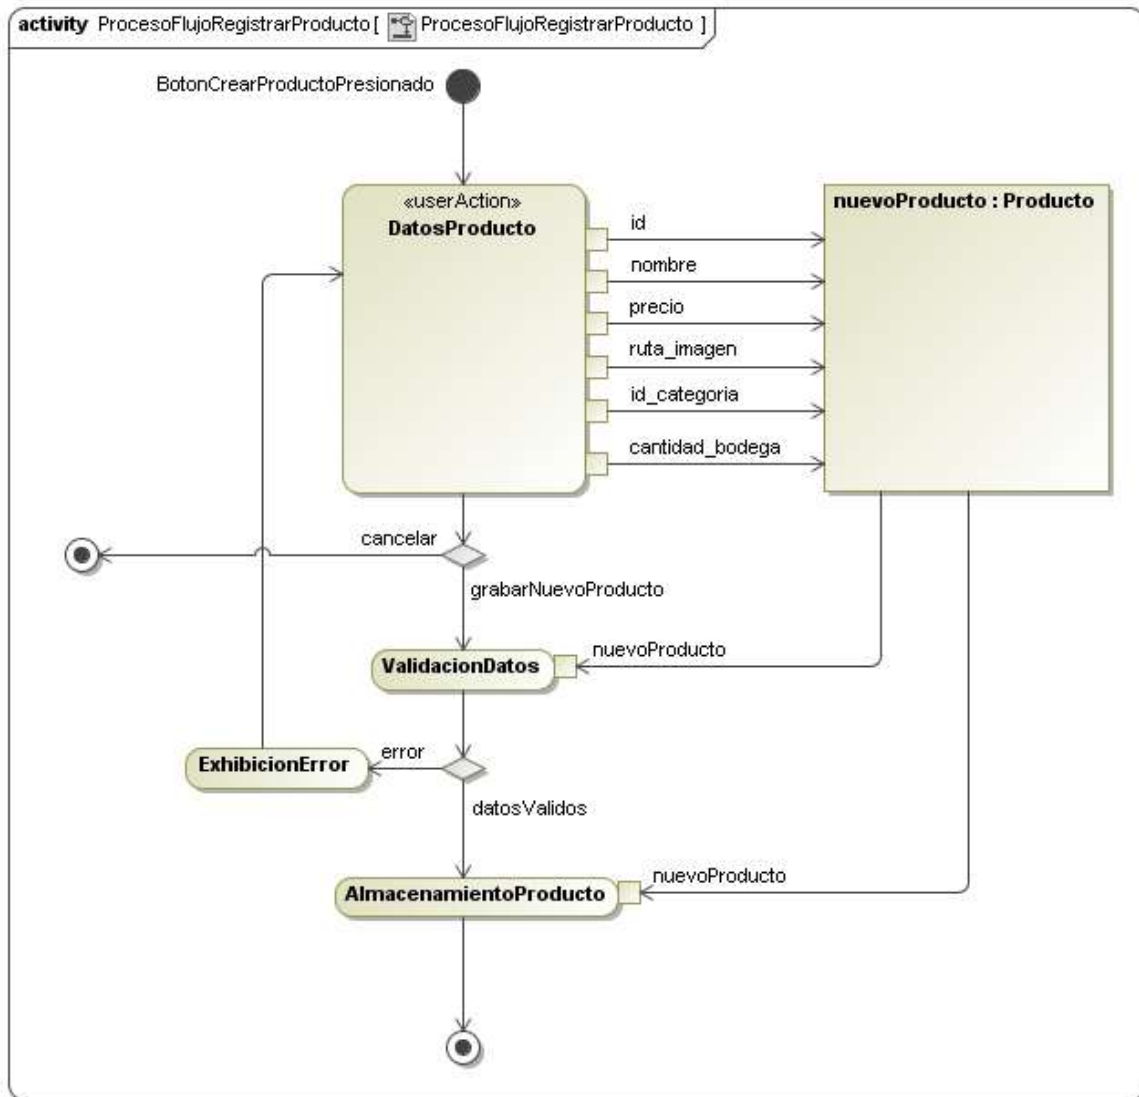 activity ProcesoFlujoRegistrarProducto [ ProcesoFlujoRegistrarProducto ]
BotonCrearProductoPresionado
«userAction»
DatosProducto
nuevoProducto : Producto
id
nombre
precio
ruta_imagen
id_categoria
cantidad_bodega
cancelar
grabarNuevoProducto
ValidacionDatos
nuevoProducto
error
ExhibicionError
datosValidos
AlmacenamientoProducto
nuevoProducto